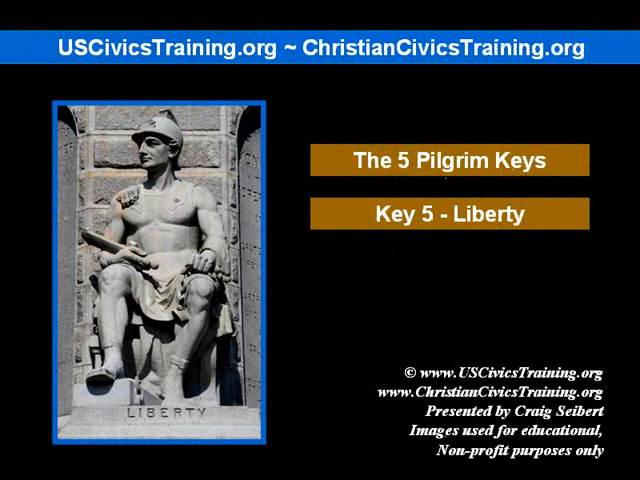 USCivicsTraining.org ~ ChristianCivicsTraining.org
The 5 Pilgrim Keys
Key 5 - Liberty
LIBERTY
© www.USCivicsTraining.org
www.ChristianCivicsTraining.org
Presented by Craig Seibert
Images used for educational,
Non-profit purposes only